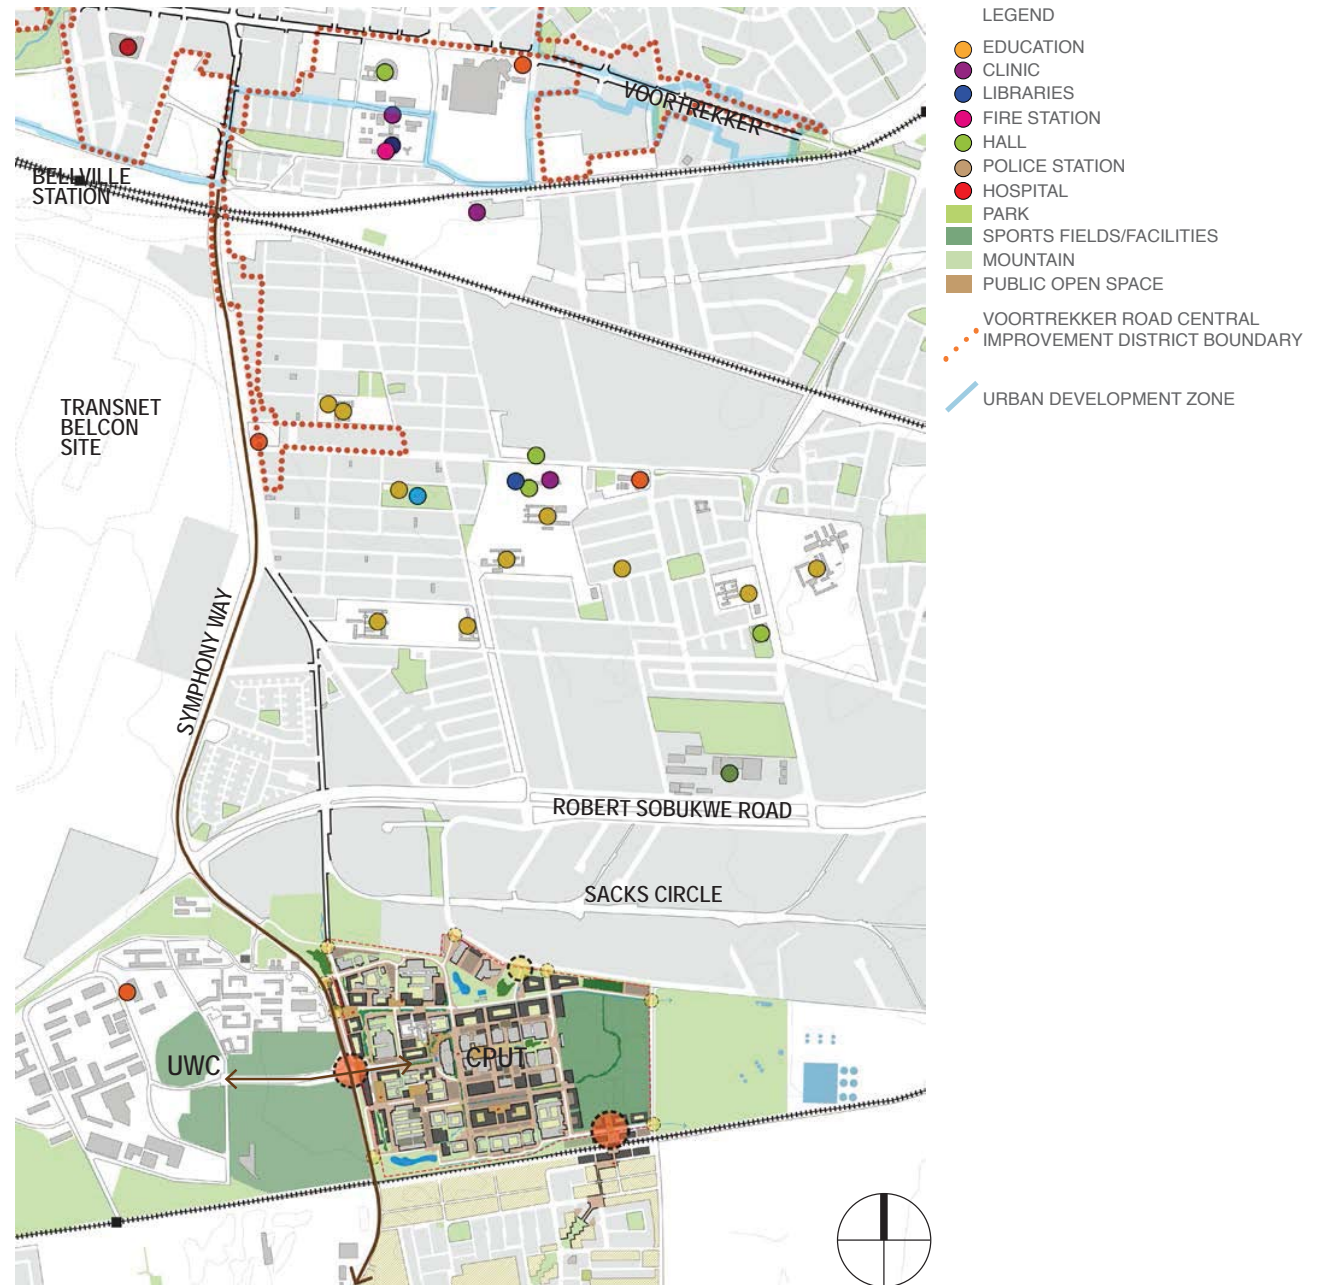 LEGEND
EDUCATION
CLINIC
LIBRARIES
FIRE STATION
HALL
POLICE STATION
HOSPITAL
PARK
SPORTS FIELDS/FACILITIES
MOUNTAIN
PUBLIC OPEN SPACE
VOORTREKKER ROAD CENTRAL
IMPROVEMENT DISTRICT BOUNDARY
URBAN DEVELOPMENT ZONE
VOORTREKKER
BELLVILLE
STATION
TRANSNET
BELCON
SITE
SYMPHONY WAY
ROBERT SOBUKWE ROAD
SACKS CIRCLE
UWC
CPUT